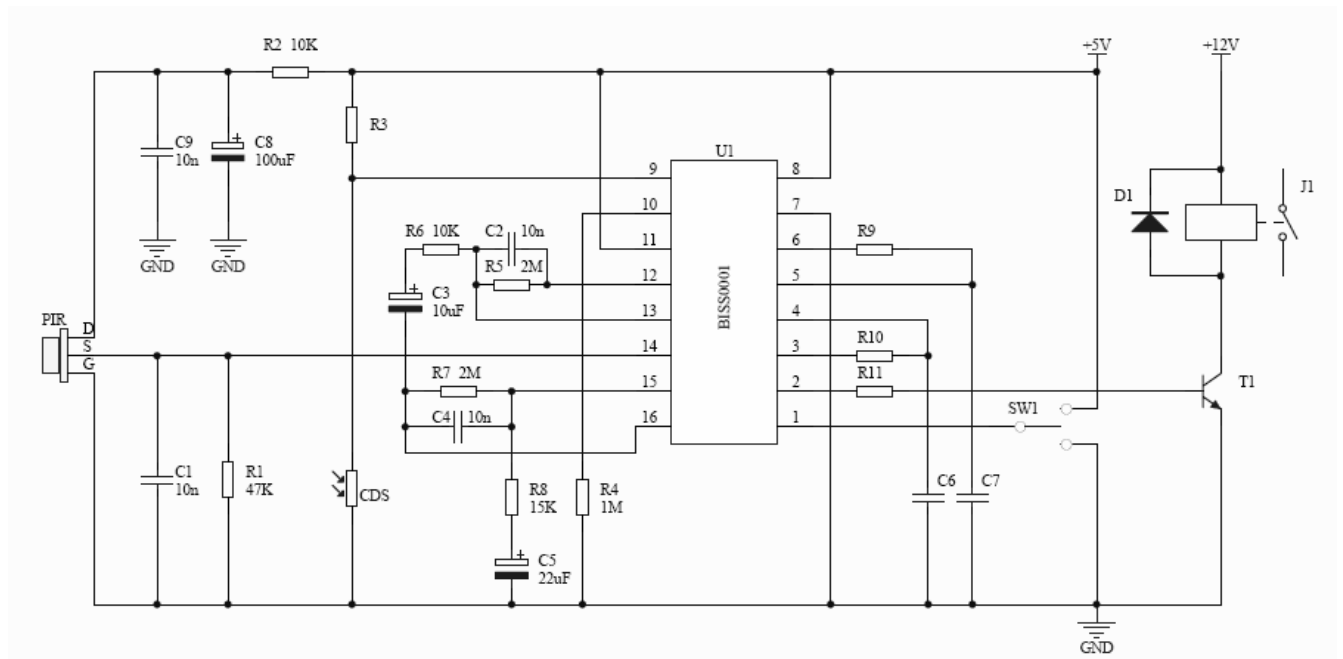 R2 10K
+5V
+12V
R3
C9
10n
C8
100uF
U1
D1
J1
9
8
10
7
R6 10K
C2
10n
11
6
R9
GND
GND
R5
2M
12
5
C3
10uF
13
4
BISS0001
PIR
D
S
G
14
3
R10
R7 2M
15
2
R11
T1
C4
10n
16
1
SW1
C1
10n
R1
47K
CDS
R8
15K
R4
1M
C6
C7
C5
22uF
GND